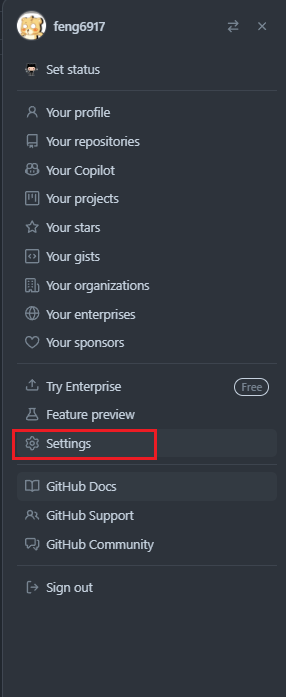 feng6917
Set status
Your profile
Your repositories
Your Copilot
Your projects
Your stars
Your gists
Your organizations
Your enterprises
Your sponsors
Try Enterprise Free
Feature preview
Settings
GitHub Docs
GitHub Support
GitHub Community
Sign out